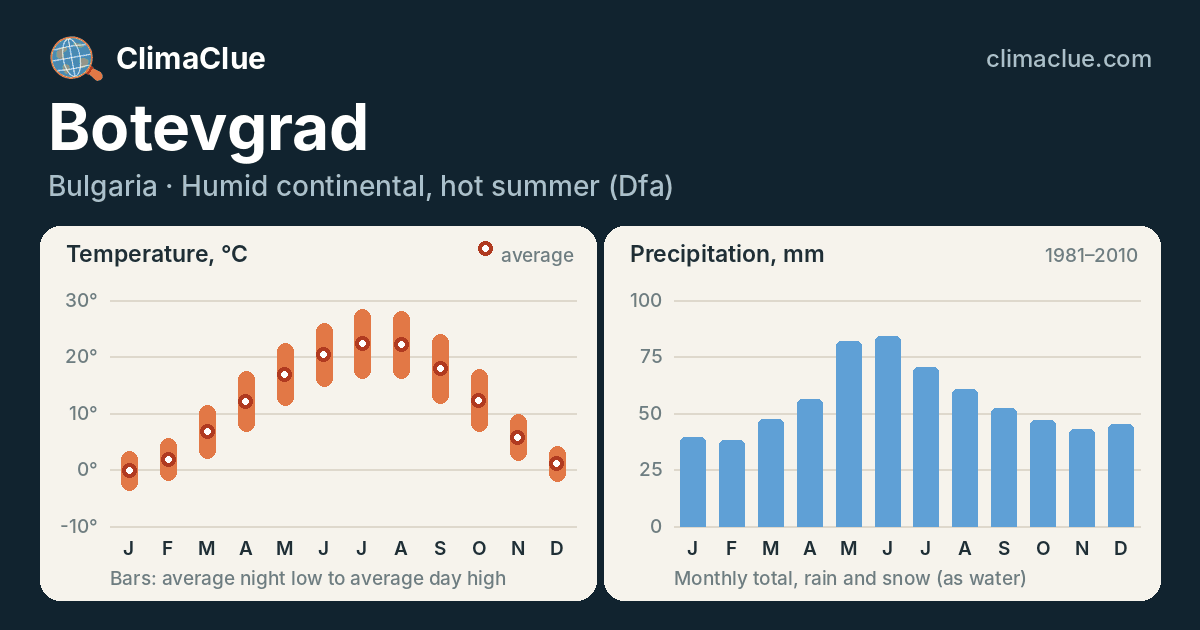 ClimaClue
climaclue.com
Botevgrad
Bulgaria · Humid continental, hot summer (Dfa)
Temperature, °C
average
30°
20°
10°
0°
-10°
J F M A M J J A S O N D
Bars: average night low to average day high
Precipitation, mm
1981–2010
100
75
50
25
0
J F M A M J J A S O N D
Monthly total, rain and snow (as water)